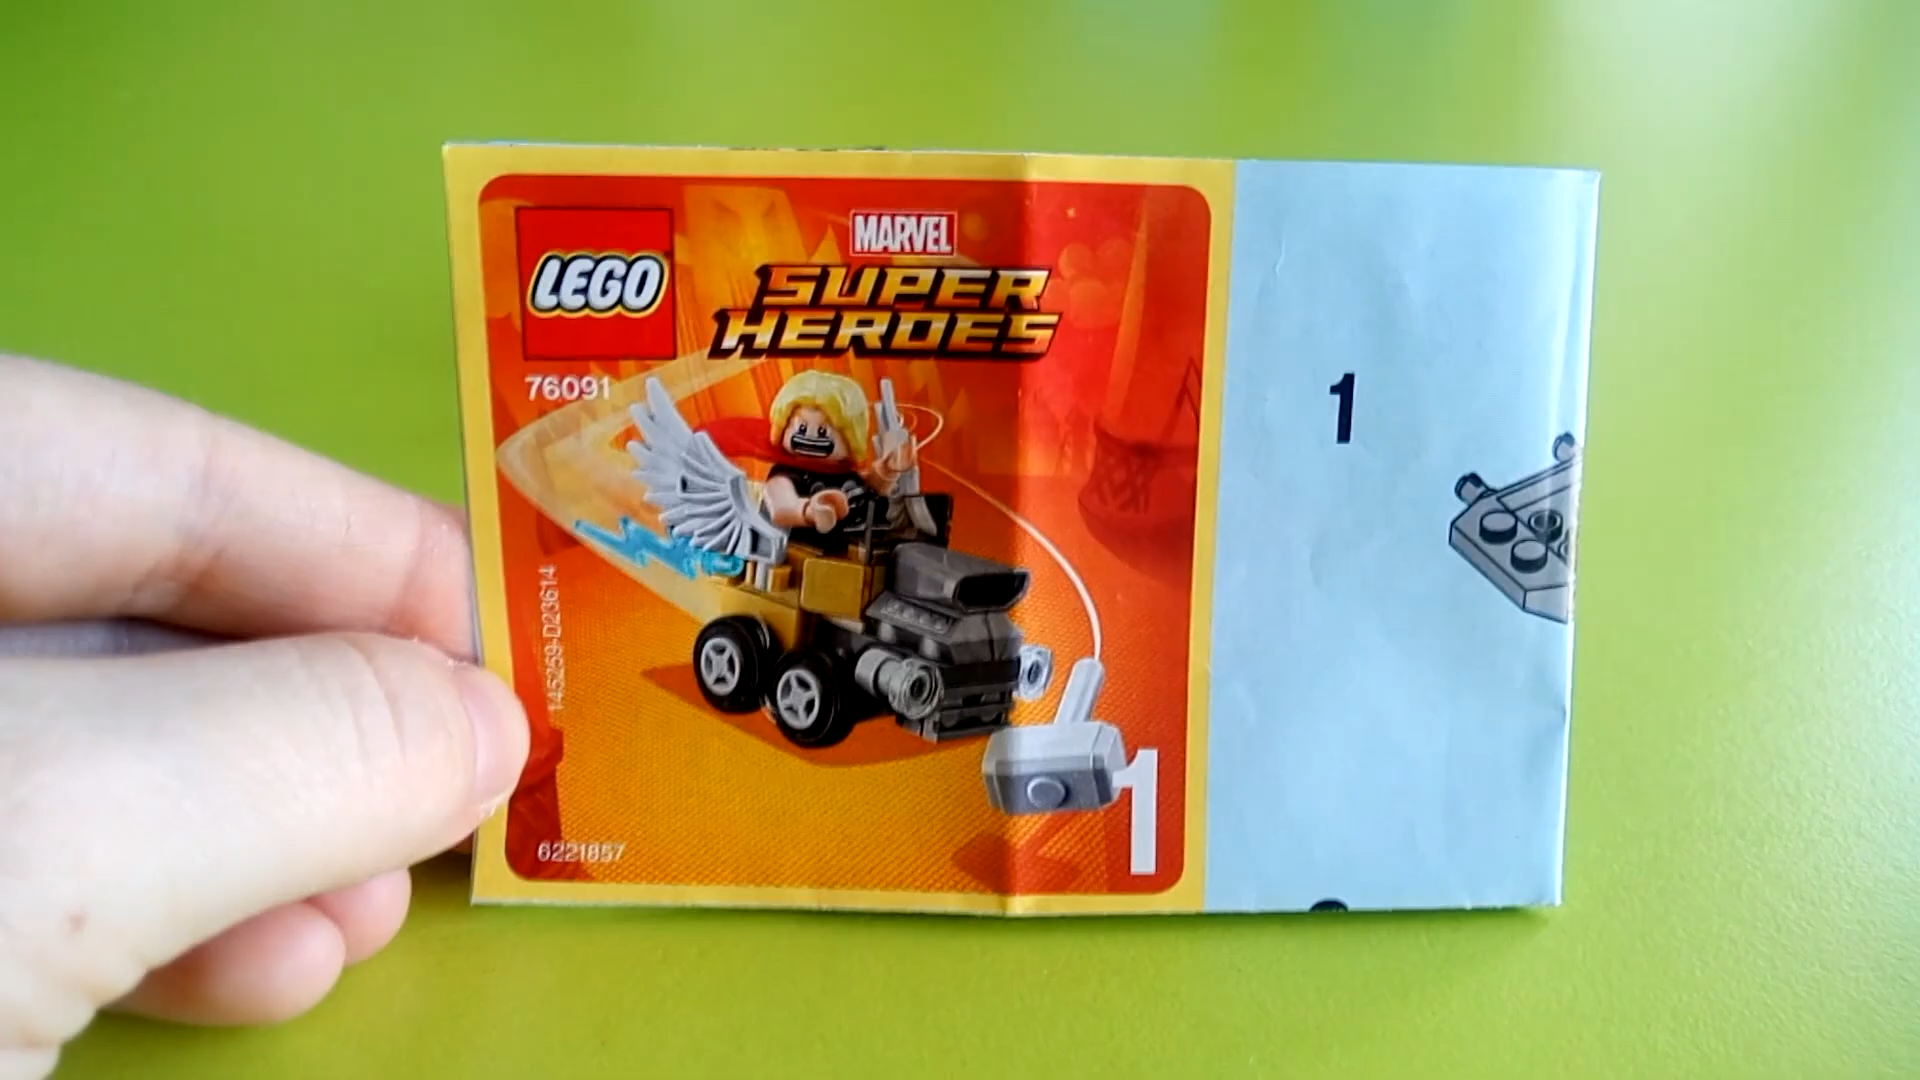 LEGO
MARVEL
SUPER
HEROES
76091
145259-D23614
6221857
1
1